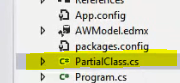 References
App.config
AWModel.edmx
packages.config
PartialClass.cs
Program.cs